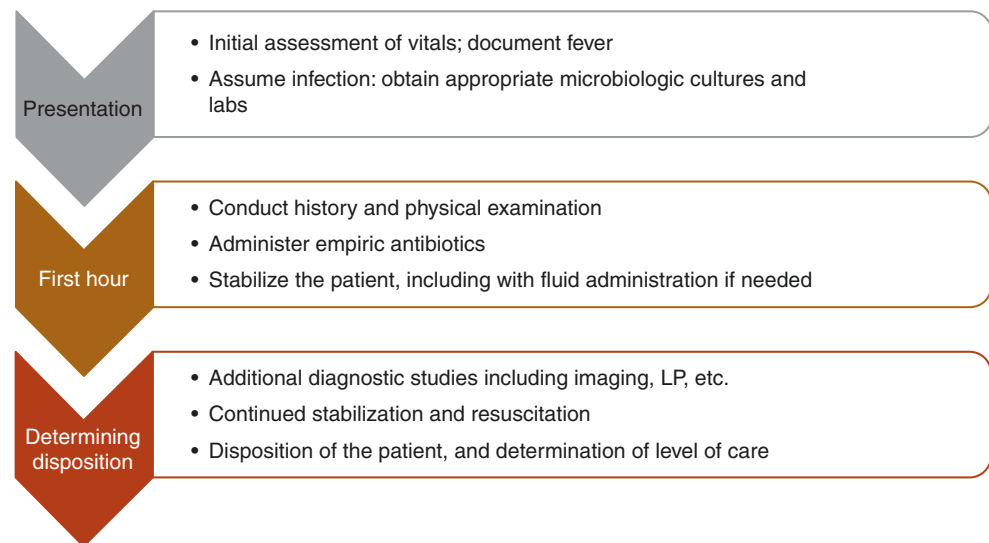 Presentation
• Initial assessment of vitals; document fever
• Assume infection: obtain appropriate microbiologic cultures and
labs
First hour
• Conduct history and physical examination
• Administer empiric antibiotics
• Stabilize the patient, including with fluid administration if needed
Determining
disposition
• Additional diagnostic studies including imaging, LP, etc.
• Continued stabilization and resuscitation
• Disposition of the patient, and determination of level of care